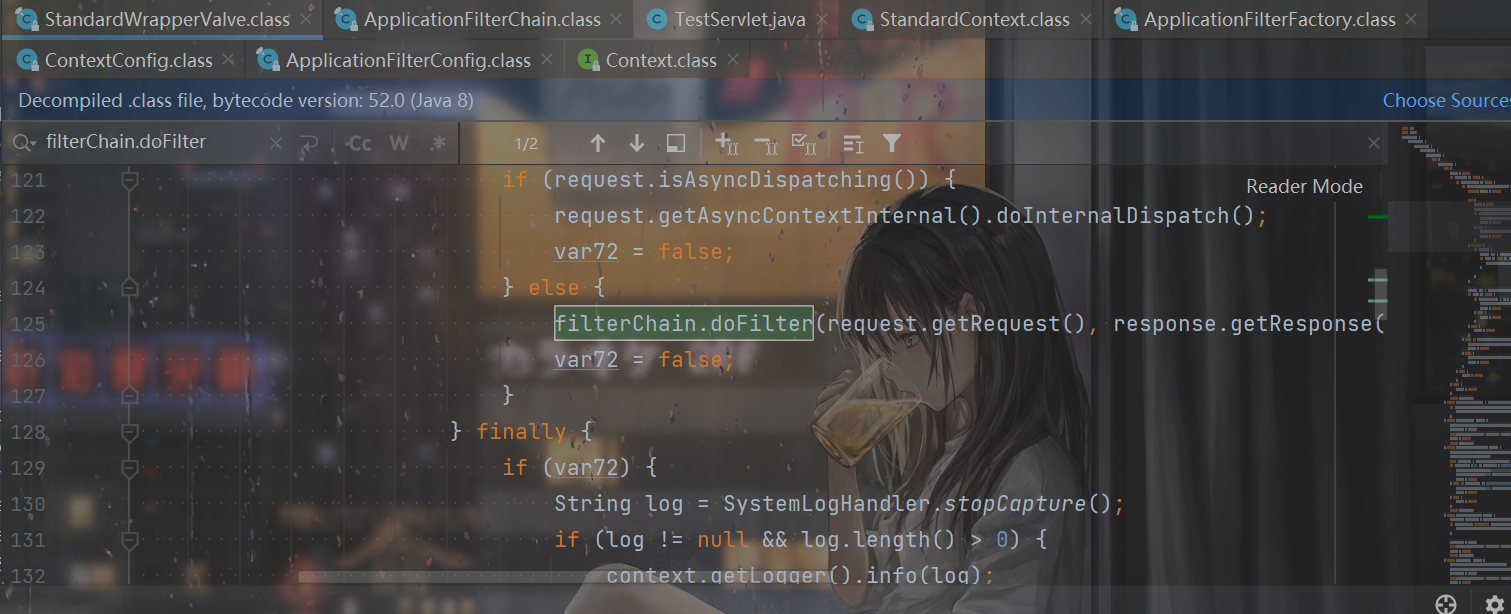 StandardWrapperValve.class ApplicationFilterChain.class TestServlet.java StandardContext.class ApplicationFilterFactory.class
ContextConfig.class ApplicationFilterConfig.class Context.class
Decompiled .class file, bytecode version: 52.0 (Java 8) Choose Sources
filterChain.doFilter Cc W .* 1/2
Reader Mode
121 if (request.isAsyncDispatching()) {
122 request.getAsyncContextInternal().doInternalDispatch();
123 var72 = false;
124 } else {
125 filterChain.doFilter(request.getRequest(), response.getResponse(
126 var72 = false;
127 }
128 } finally {
129 if (var72) {
130 String log = SystemLogHandler.stopCapture();
131 if (log != null && log.length() > 0) {
132 context.getLogger().info(log);